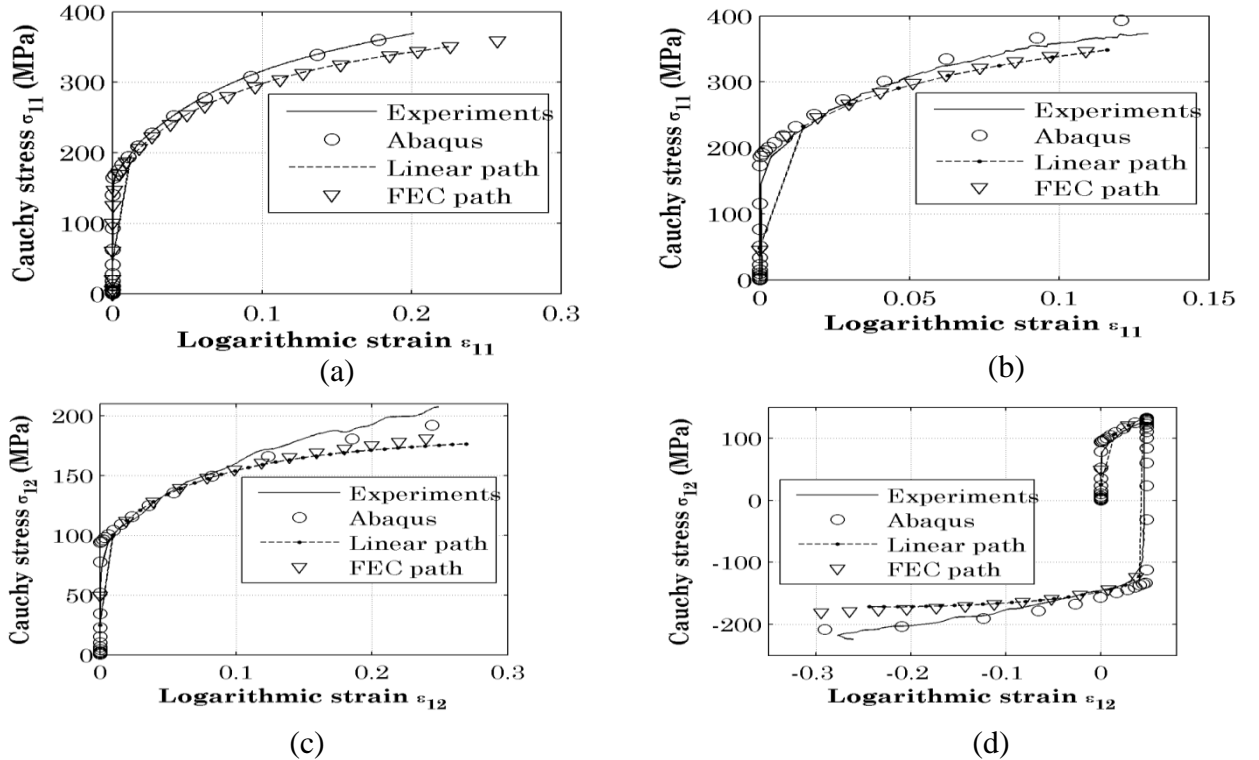 400
300
200
100
0
Cauchy stress σ11 (MPa)
Experiments
Abaqus
Linear path
FEC path
0 0.1 0.2 0.3
Logarithmic strain ε11
(a)
400
300
200
100
0
Cauchy stress σ11 (MPa)
Experiments
Abaqus
Linear path
FEC path
0 0.05 0.1 0.15
Logarithmic strain ε11
(b)
200
150
100
50
0
Cauchy stress σ12 (MPa)
Experiments
Abaqus
Linear path
FEC path
0 0.1 0.2 0.3
Logarithmic strain ε12
(c)
100
0
-100
-200
Cauchy stress σ12 (MPa)
Experiments
Abaqus
Linear path
FEC path
-0.3 -0.2 -0.1 0
Logarithmic strain ε12
(d)